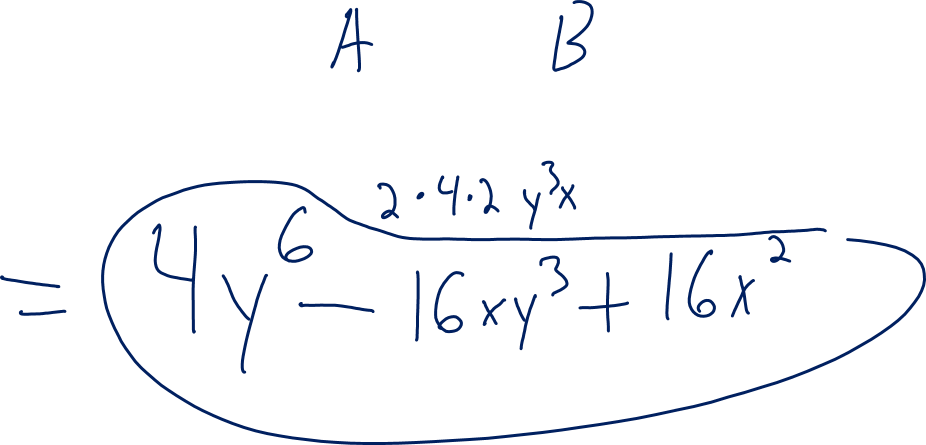 A B
2·4·2 y³x
= 4y⁶ − 16xy³ + 16x²